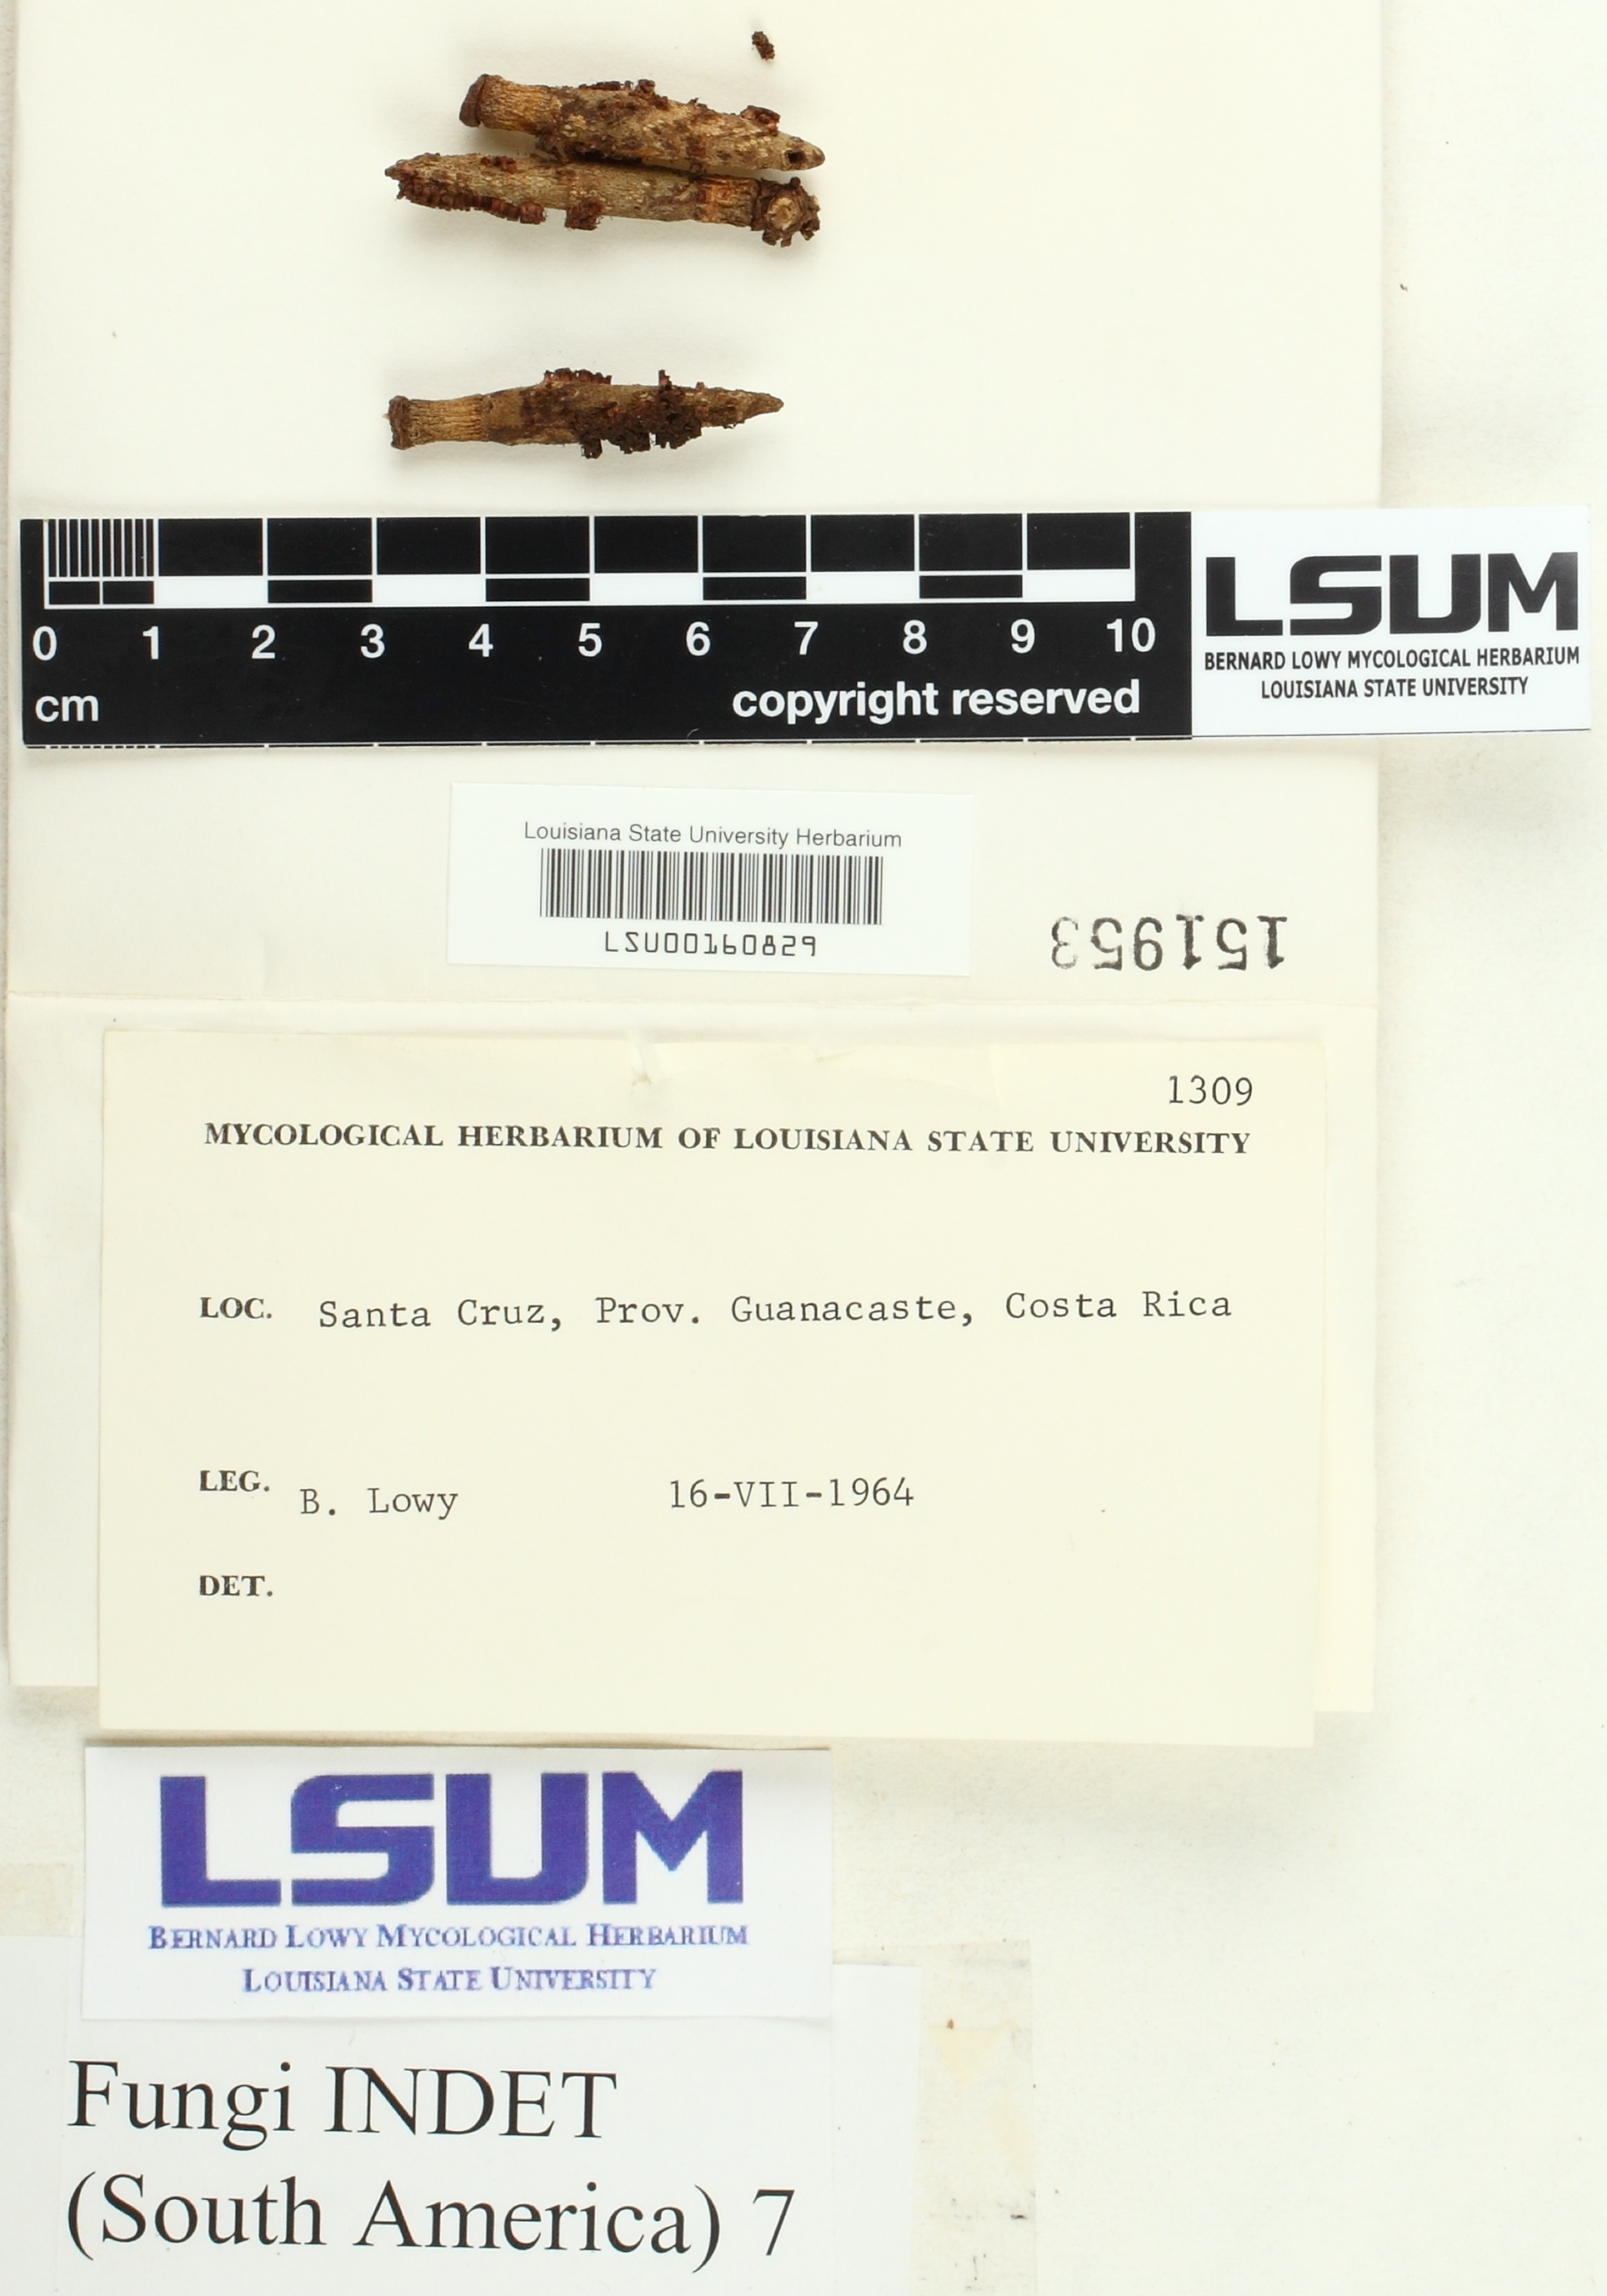 0 1 2 3 4 5 6 7 8 9 10
cm copyright reserved
LSUM
BERNARD LOWY MYCOLOGICAL HERBARIUM
LOUISIANA STATE UNIVERSITY
Louisiana State University Herbarium
LSU00160829
151953
1309
MYCOLOGICAL HERBARIUM OF LOUISIANA STATE UNIVERSITY
LOC. Santa Cruz, Prov. Guanacaste, Costa Rica
LEG. B. Lowy 16-VII-1964
DET.
LSUM
BERNARD LOWY MYCOLOGICAL HERBARIUM
LOUISIANA STATE UNIVERSITY
Fungi INDET
(South America) 7